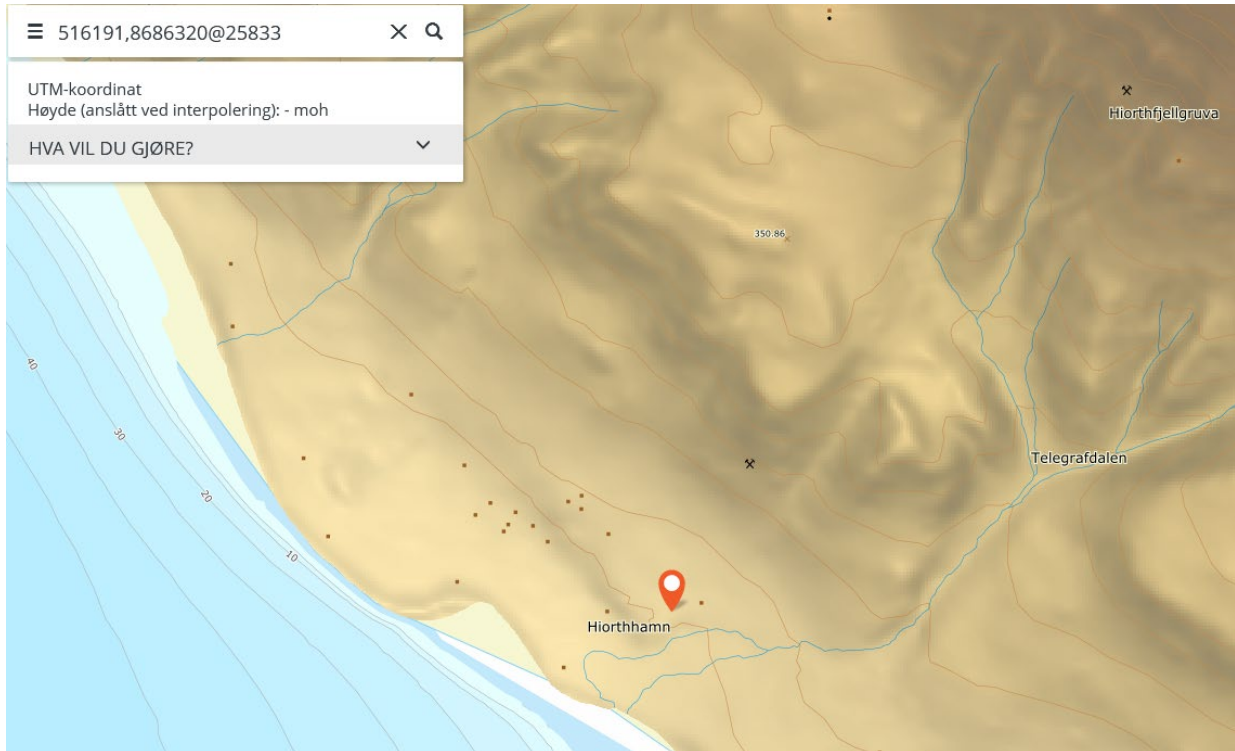 516191,8686320@25833
UTM-koordinat
Høyde (anslått ved interpolering): - moh
HVA VIL DU GJØRE?
Hiorthfjellgruva
350.86
40
30
Telegrafdalen
20
10
Hiorthhamn